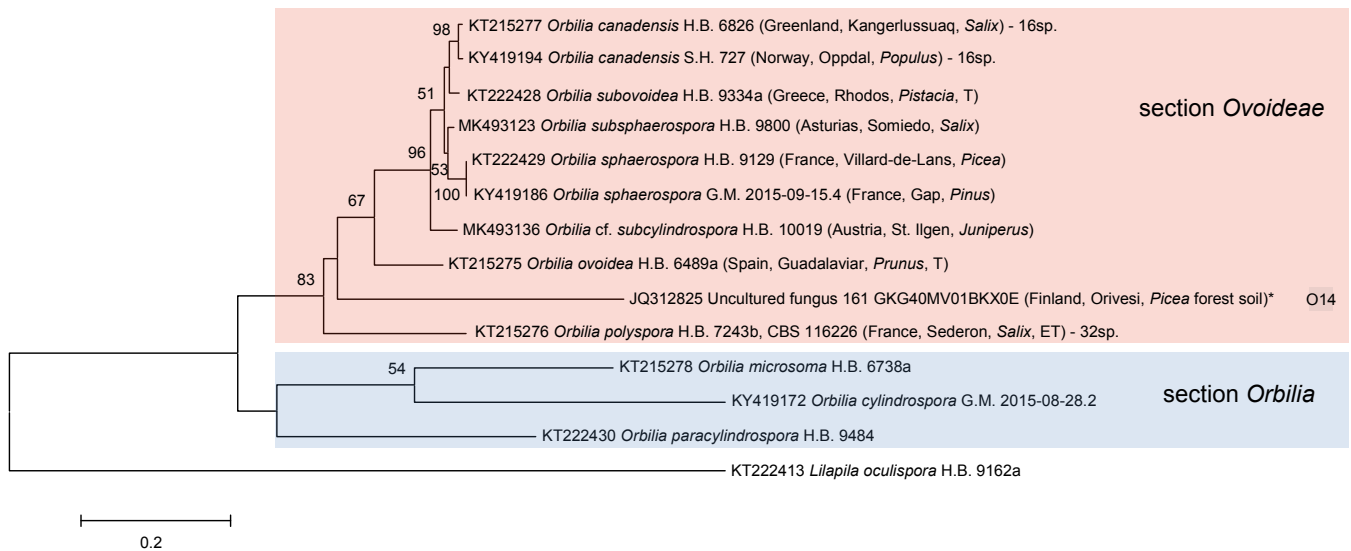 98
KT215277 Orbilia canadensis H.B. 6826 (Greenland, Kangerlussuaq, Salix) - 16sp.
KY419194 Orbilia canadensis S.H. 727 (Norway, Oppdal, Populus) - 16sp.
51
KT222428 Orbilia subovoidea H.B. 9334a (Greece, Rhodos, Pistacia, T)
section Ovoideae
MK493123 Orbilia subsphaerospora H.B. 9800 (Asturias, Somiedo, Salix)
96
53
KT222429 Orbilia sphaerospora H.B. 9129 (France, Villard-de-Lans, Picea)
100
KY419186 Orbilia sphaerospora G.M. 2015-09-15.4 (France, Gap, Pinus)
67
MK493136 Orbilia cf. subcylindrospora H.B. 10019 (Austria, St. Ilgen, Juniperus)
KT215275 Orbilia ovoidea H.B. 6489a (Spain, Guadalaviar, Prunus, T)
83
JQ312825 Uncultured fungus 161 GKG40MV01BKX0E (Finland, Orivesi, Picea forest soil)* O14
KT215276 Orbilia polyspora H.B. 7243b, CBS 116226 (France, Sederon, Salix, ET) - 32sp.
54
KT215278 Orbilia microsoma H.B. 6738a
section Orbilia
KY419172 Orbilia cylindrospora G.M. 2015-08-28.2
KT222430 Orbilia paracylindrospora H.B. 9484
KT222413 Lilapila oculispora H.B. 9162a
0.2